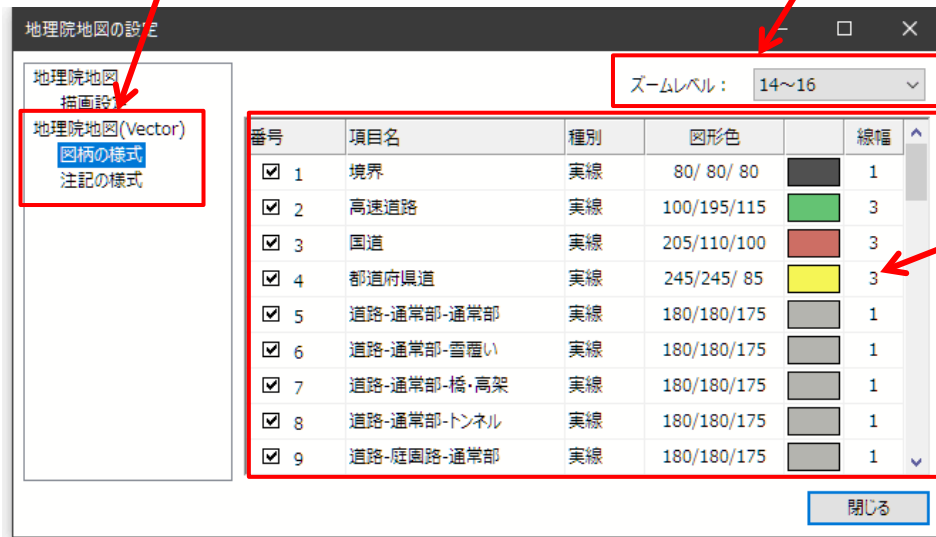 地理院地図の設定
地理院地図
描画設定
地理院地図(Vector)
図柄の様式
注記の様式
ズームレベル： 14～16
番号 項目名 種別 図形色 線幅
1 境界 実線 80/ 80/ 80 1
2 高速道路 実線 100/195/115 3
3 国道 実線 205/110/100 3
4 都道府県道 実線 245/245/ 85 3
5 道路-通常部-通常部 実線 180/180/175 1
6 道路-通常部-雪覆い 実線 180/180/175 1
7 道路-通常部-橋・高架 実線 180/180/175 1
8 道路-通常部-トンネル 実線 180/180/175 1
9 道路-庭園路-通常部 実線 180/180/175 1
閉じる